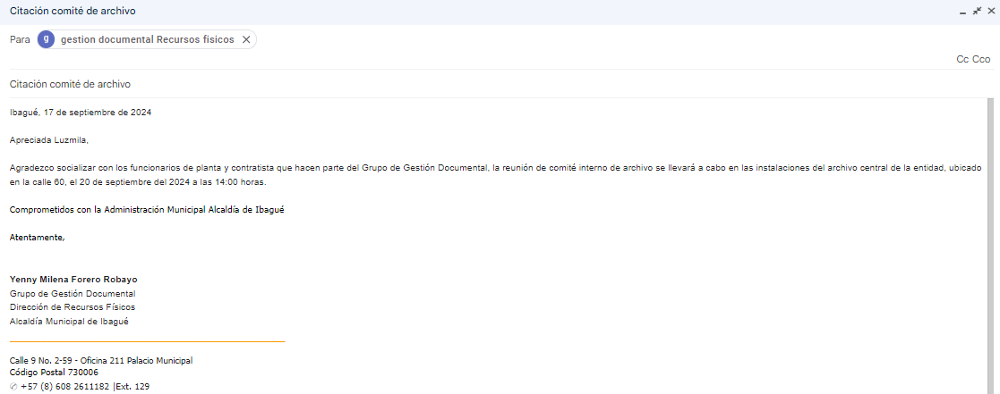 Citación comité de archivo
Para g gestion documental Recursos fisicos
Cc Cco
Citación comité de archivo
Ibagué, 17 de septiembre de 2024
Apreciada Luzmila,
Agradezco socializar con los funcionarios de planta y contratista que hacen parte del Grupo de Gestión Documental, la reunión de comité interno de archivo se llevará a cabo en las instalaciones del archivo central de la entidad, ubicado
en la calle 60, el 20 de septiembre del 2024 a las 14:00 horas.
Comprometidos con la Administración Municipal Alcaldía de Ibagué
Atentamente,
Yenny Milena Forero Robayo
Grupo de Gestión Documental
Dirección de Recursos Físicos
Alcaldía Municipal de Ibagué
Calle 9 No. 2-59 - Oficina 211 Palacio Municipal
Código Postal 730006
✆ +57 (8) 608 2611182 |Ext. 129